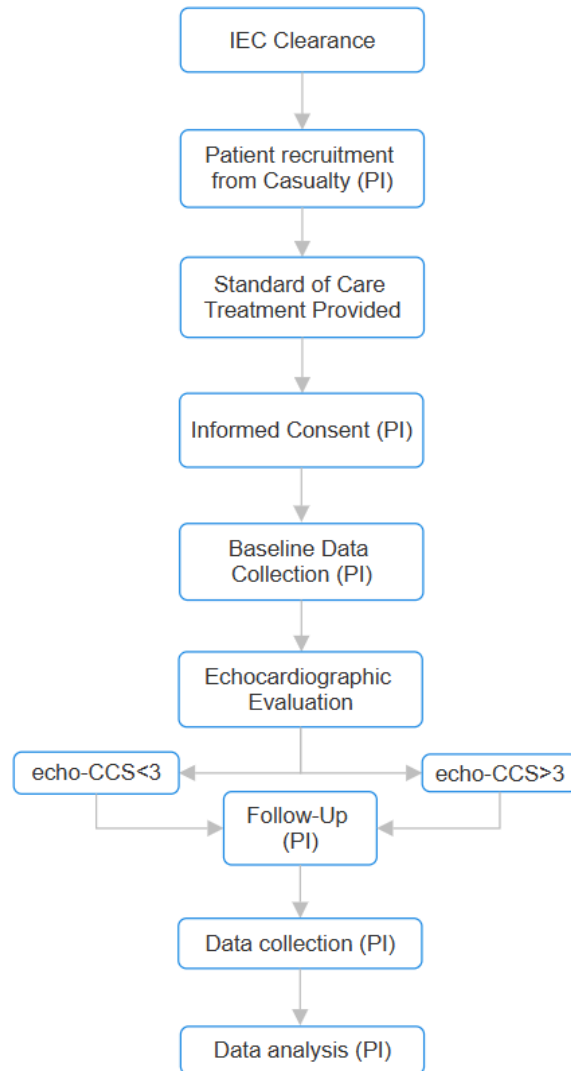 IEC Clearance
Patient recruitment
from Casualty (PI)
Standard of Care
Treatment Provided
Informed Consent (PI)
Baseline Data
Collection (PI)
Echocardiographic
Evaluation
echo-CCS<3
echo-CCS>3
Follow-Up
(PI)
Data collection (PI)
Data analysis (PI)